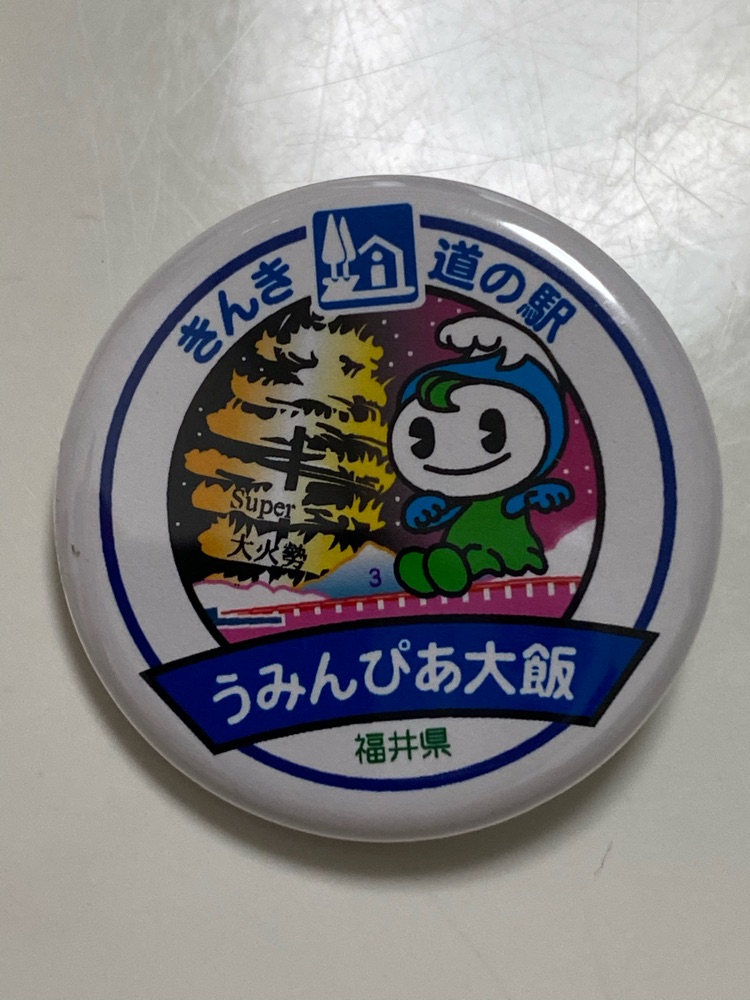 きんき 道の駅
Super
大火勢
3
うみんぴあ大飯
福井県